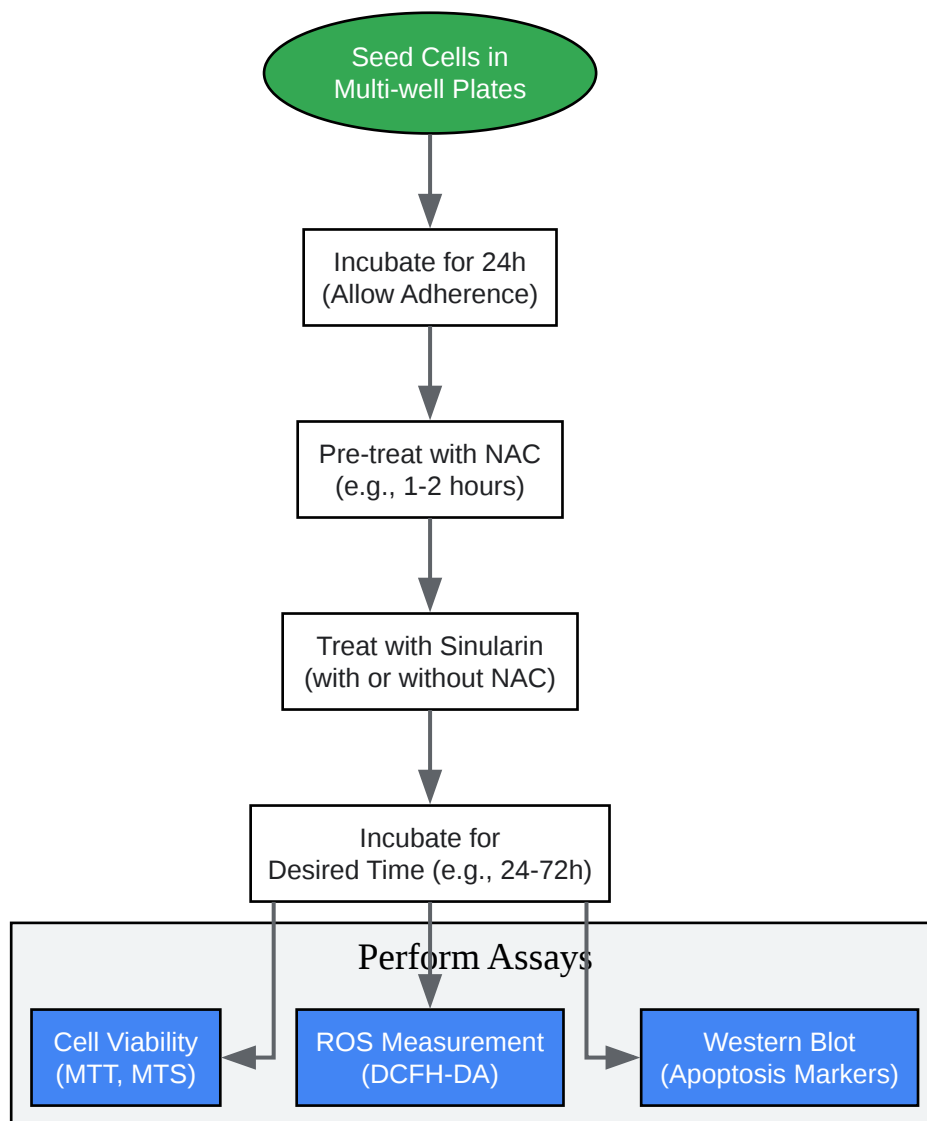 Seed Cells in
Multi-well Plates
Incubate for 24h
(Allow Adherence)
Pre-treat with NAC
(e.g., 1-2 hours)
Treat with Sinularin
(with or without NAC)
Incubate for
Desired Time (e.g., 24-72h)
Perform Assays
Cell Viability
(MTT, MTS)
ROS Measurement
(DCFH-DA)
Western Blot
(Apoptosis Markers)